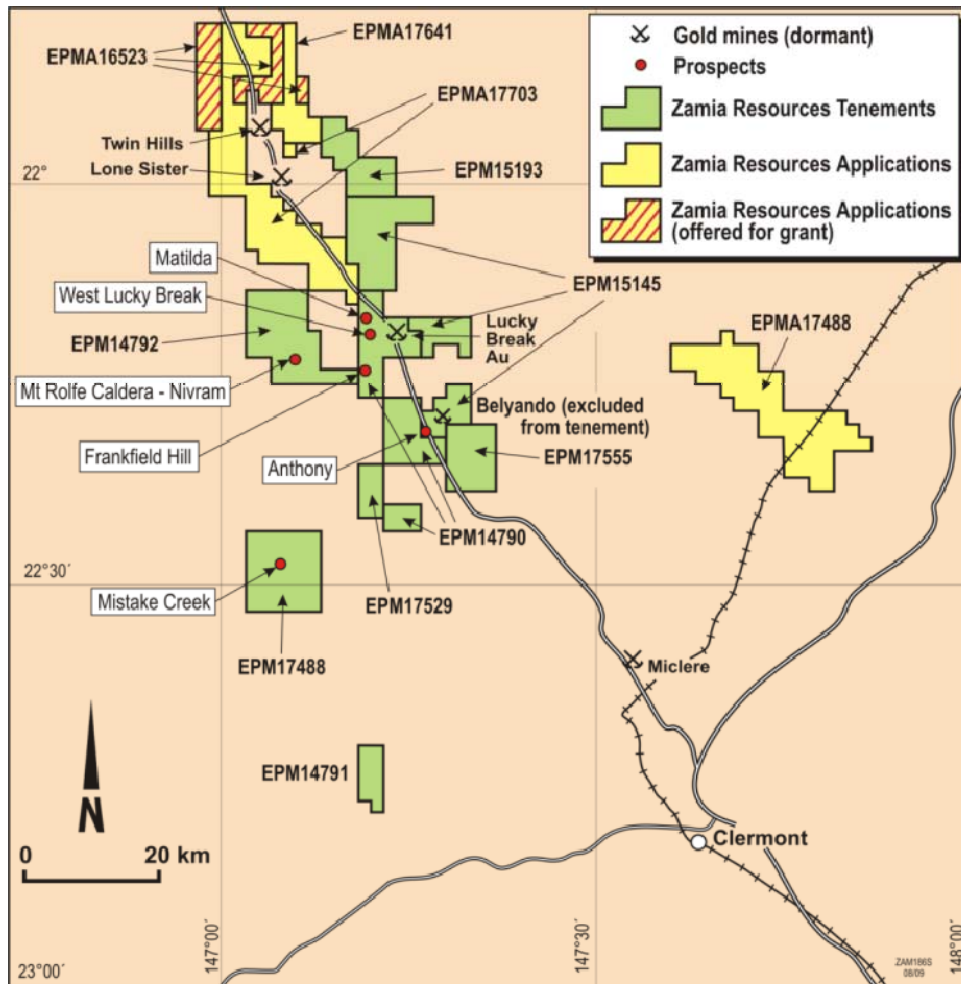 EPMA16523
EPMA17641
EPMA17703
Twin Hills
Lone Sister
22°
EPM15193
Gold mines (dormant)
Prospects
Zamia Resources Tenements
Zamia Resources Applications
Zamia Resources Applications
(offered for grant)
Matilda
West Lucky Break
EPM15145
EPM14792
Lucky
Break
Au
EPMA17488
Mt Rolfe Caldera - Nivram
Belyando (excluded
from tenement)
Frankfield Hill
Anthony
EPM17555
EPM14790
22°30´
Mistake Creek
EPM17529
EPM17488
Miclere
EPM14791
N
0 20 km
Clermont
23°00´
147°00´
147°30´
148°00´
ZAM166S
08/09